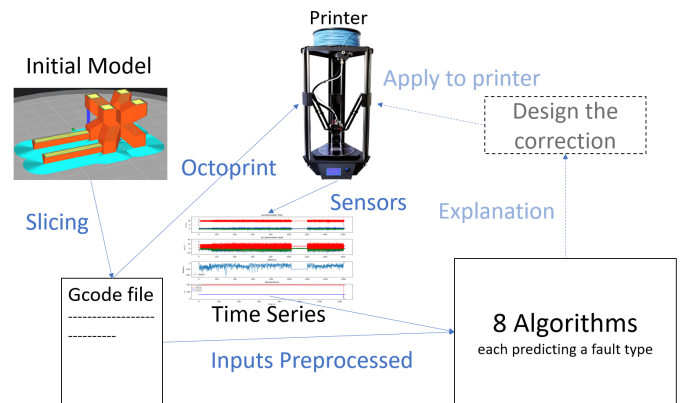 Printer
Initial Model
Apply to printer
Design the
correction
Octoprint
Sensors
Slicing
Explanation
Gcode file
------------------
----------
Time Series
8 Algorithms
each predicting a fault type
Inputs Preprocessed